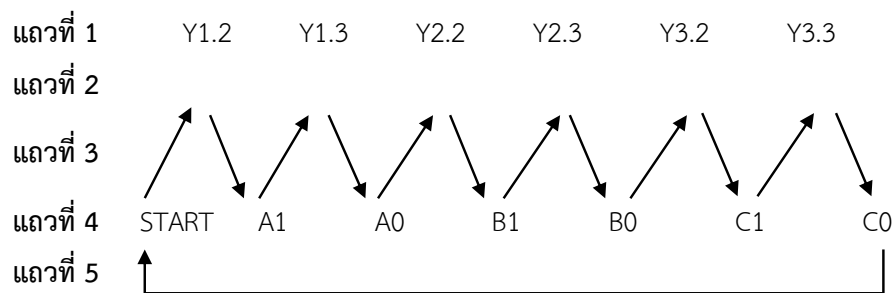 แถวที่ 1 Y1.2 Y1.3 Y2.2 Y2.3 Y3.2 Y3.3
แถวที่ 2
แถวที่ 3
แถวที่ 4 START A1 A0 B1 B0 C1 C0
แถวที่ 5